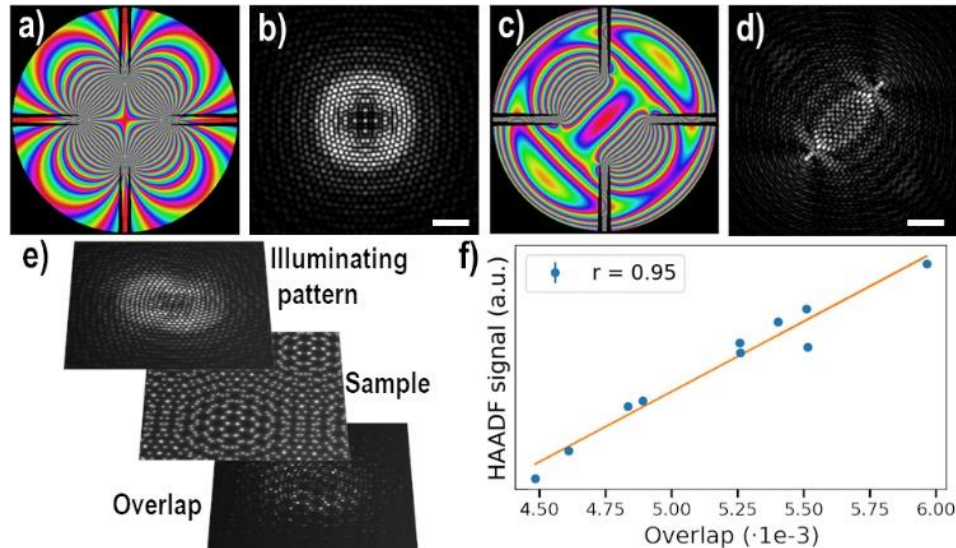 a)
b)
c)
d)
e)
Illuminating
pattern
Sample
Overlap
f)
r = 0.95
HAADF signal (a.u.)
4.50 4.75 5.00 5.25 5.50 5.75 6.00
Overlap (·1e-3)